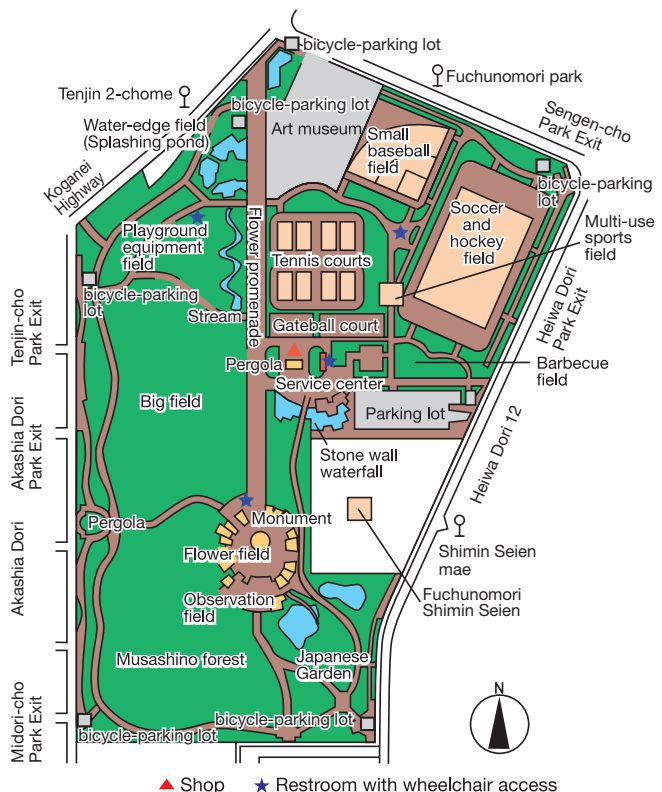 bicycle-parking lot
Fuchunomori park
Tenjin 2-chome
bicycle-parking lot
Sengen-cho
Park Exit
Water-edge field
(Splashing pond)
Art museum
Small
baseball
field
Koganei
Highway
bicycle-parking
lot
Playground
equipment
field
Flower promenade
Soccer
and
hockey
field
Multi-use
sports
field
Tennis courts
bicycle-parking
lot
Stream
Gateball court
Tenjin-cho
Park Exit
Heiwa Dori
Park Exit
Pergola
Service center
Barbecue
field
Big field
Parking lot
Akashia Dori
Park Exit
Stone wall
waterfall
Heiwa Dori 12
Pergola
Monument
Flower field
Shimin Seien
mae
Akashia Dori
Observation
field
Fuchunomori
Shimin Seien
Musashino forest
Japanese
Garden
Midori-cho
Park Exit
bicycle-parking lot
bicycle-parking lot
N
Shop
Restroom with wheelchair access